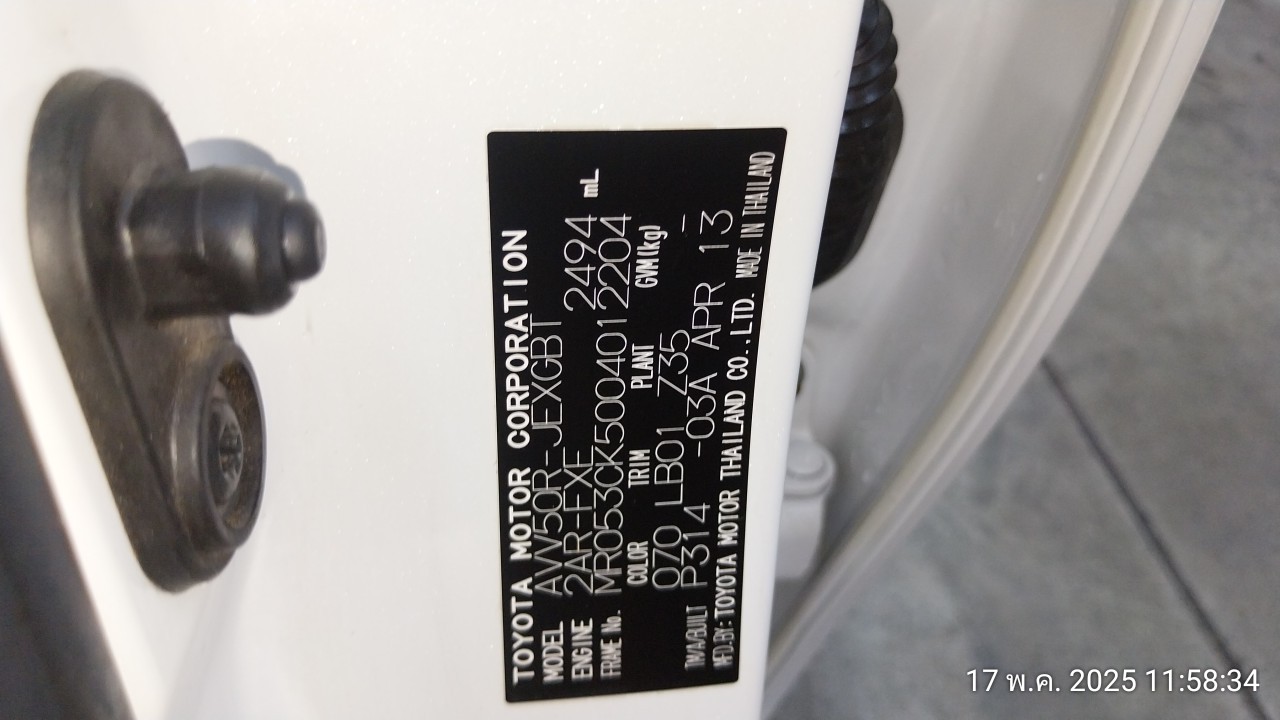 TOYOTA MOTOR CORPORATION
MODEL AVV50R-JEXGBT
ENGINE 2AR-FXE 2494 mL
FRAME No. MR053CK5004012204
COLOR TRIM PLANT GVM(kg)
070 LB01 Z35 —
TM/A/BUILT P314 -03A APR 13
MFD.BY: TOYOTA MOTOR THAILAND CO., LTD. MADE IN THAILAND
17 พ.ค. 2025 11:58:34